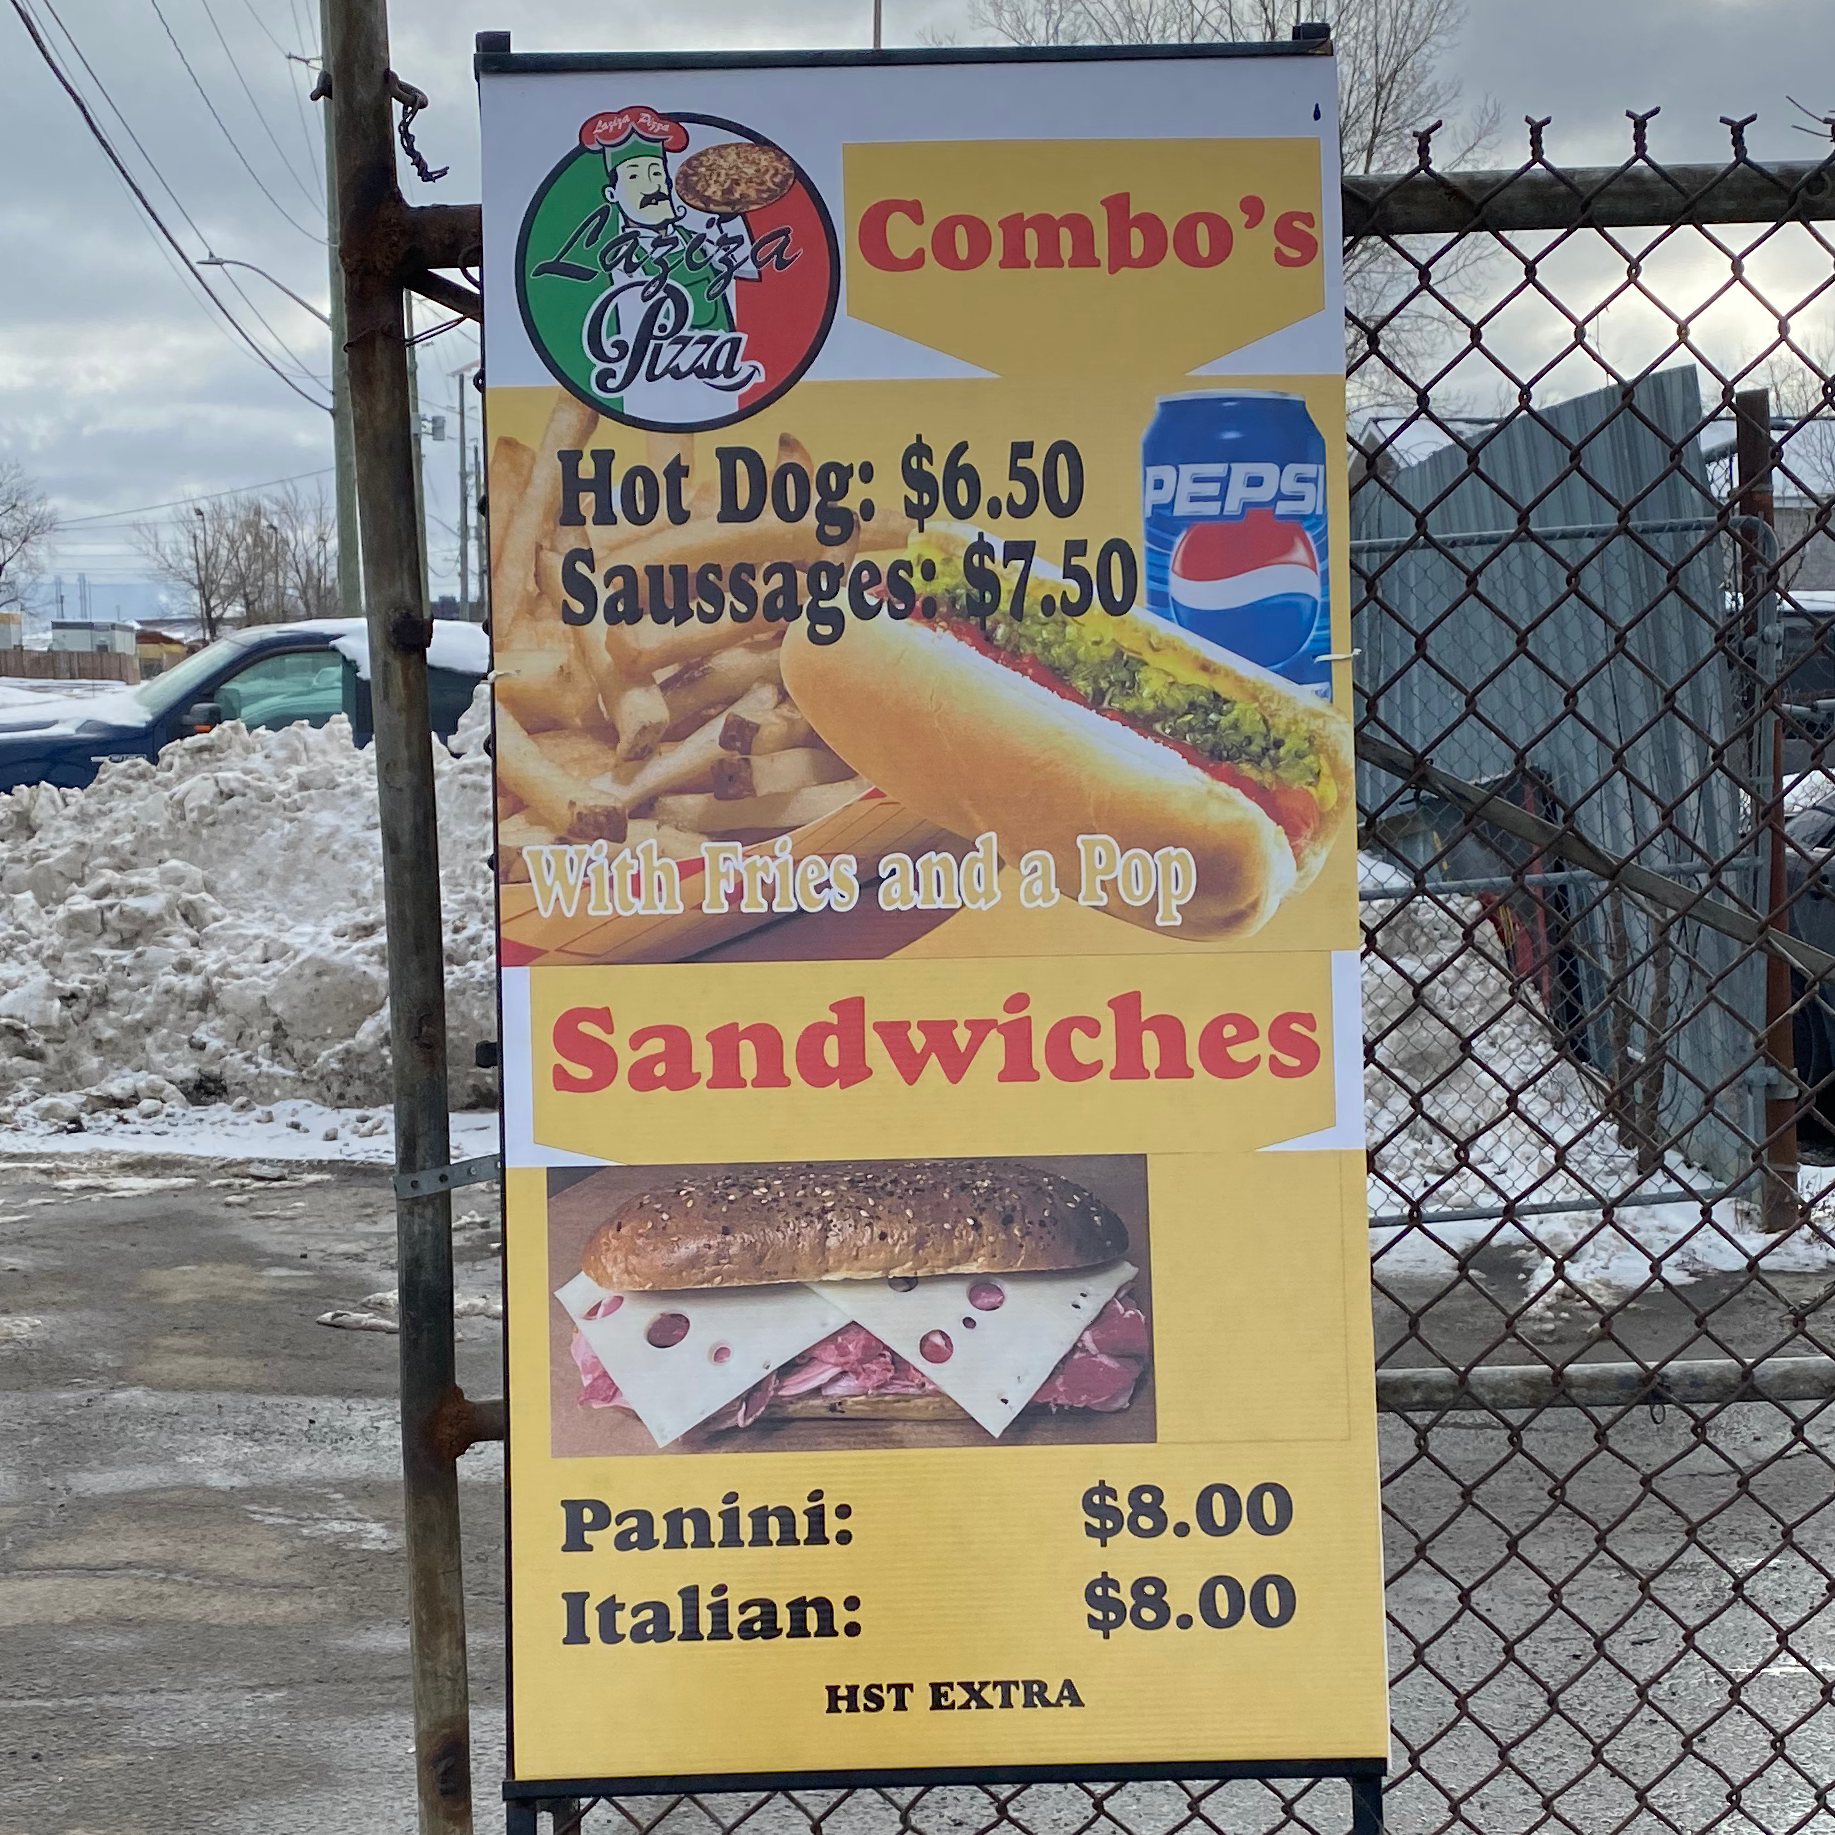 Laziza Pizza
Laziza
Pizza
Combo's
PEPSI
Hot Dog: $6.50
Saussages: $7.50
With Fries and a Pop
Sandwiches
Panini: $8.00
Italian: $8.00
HST EXTRA